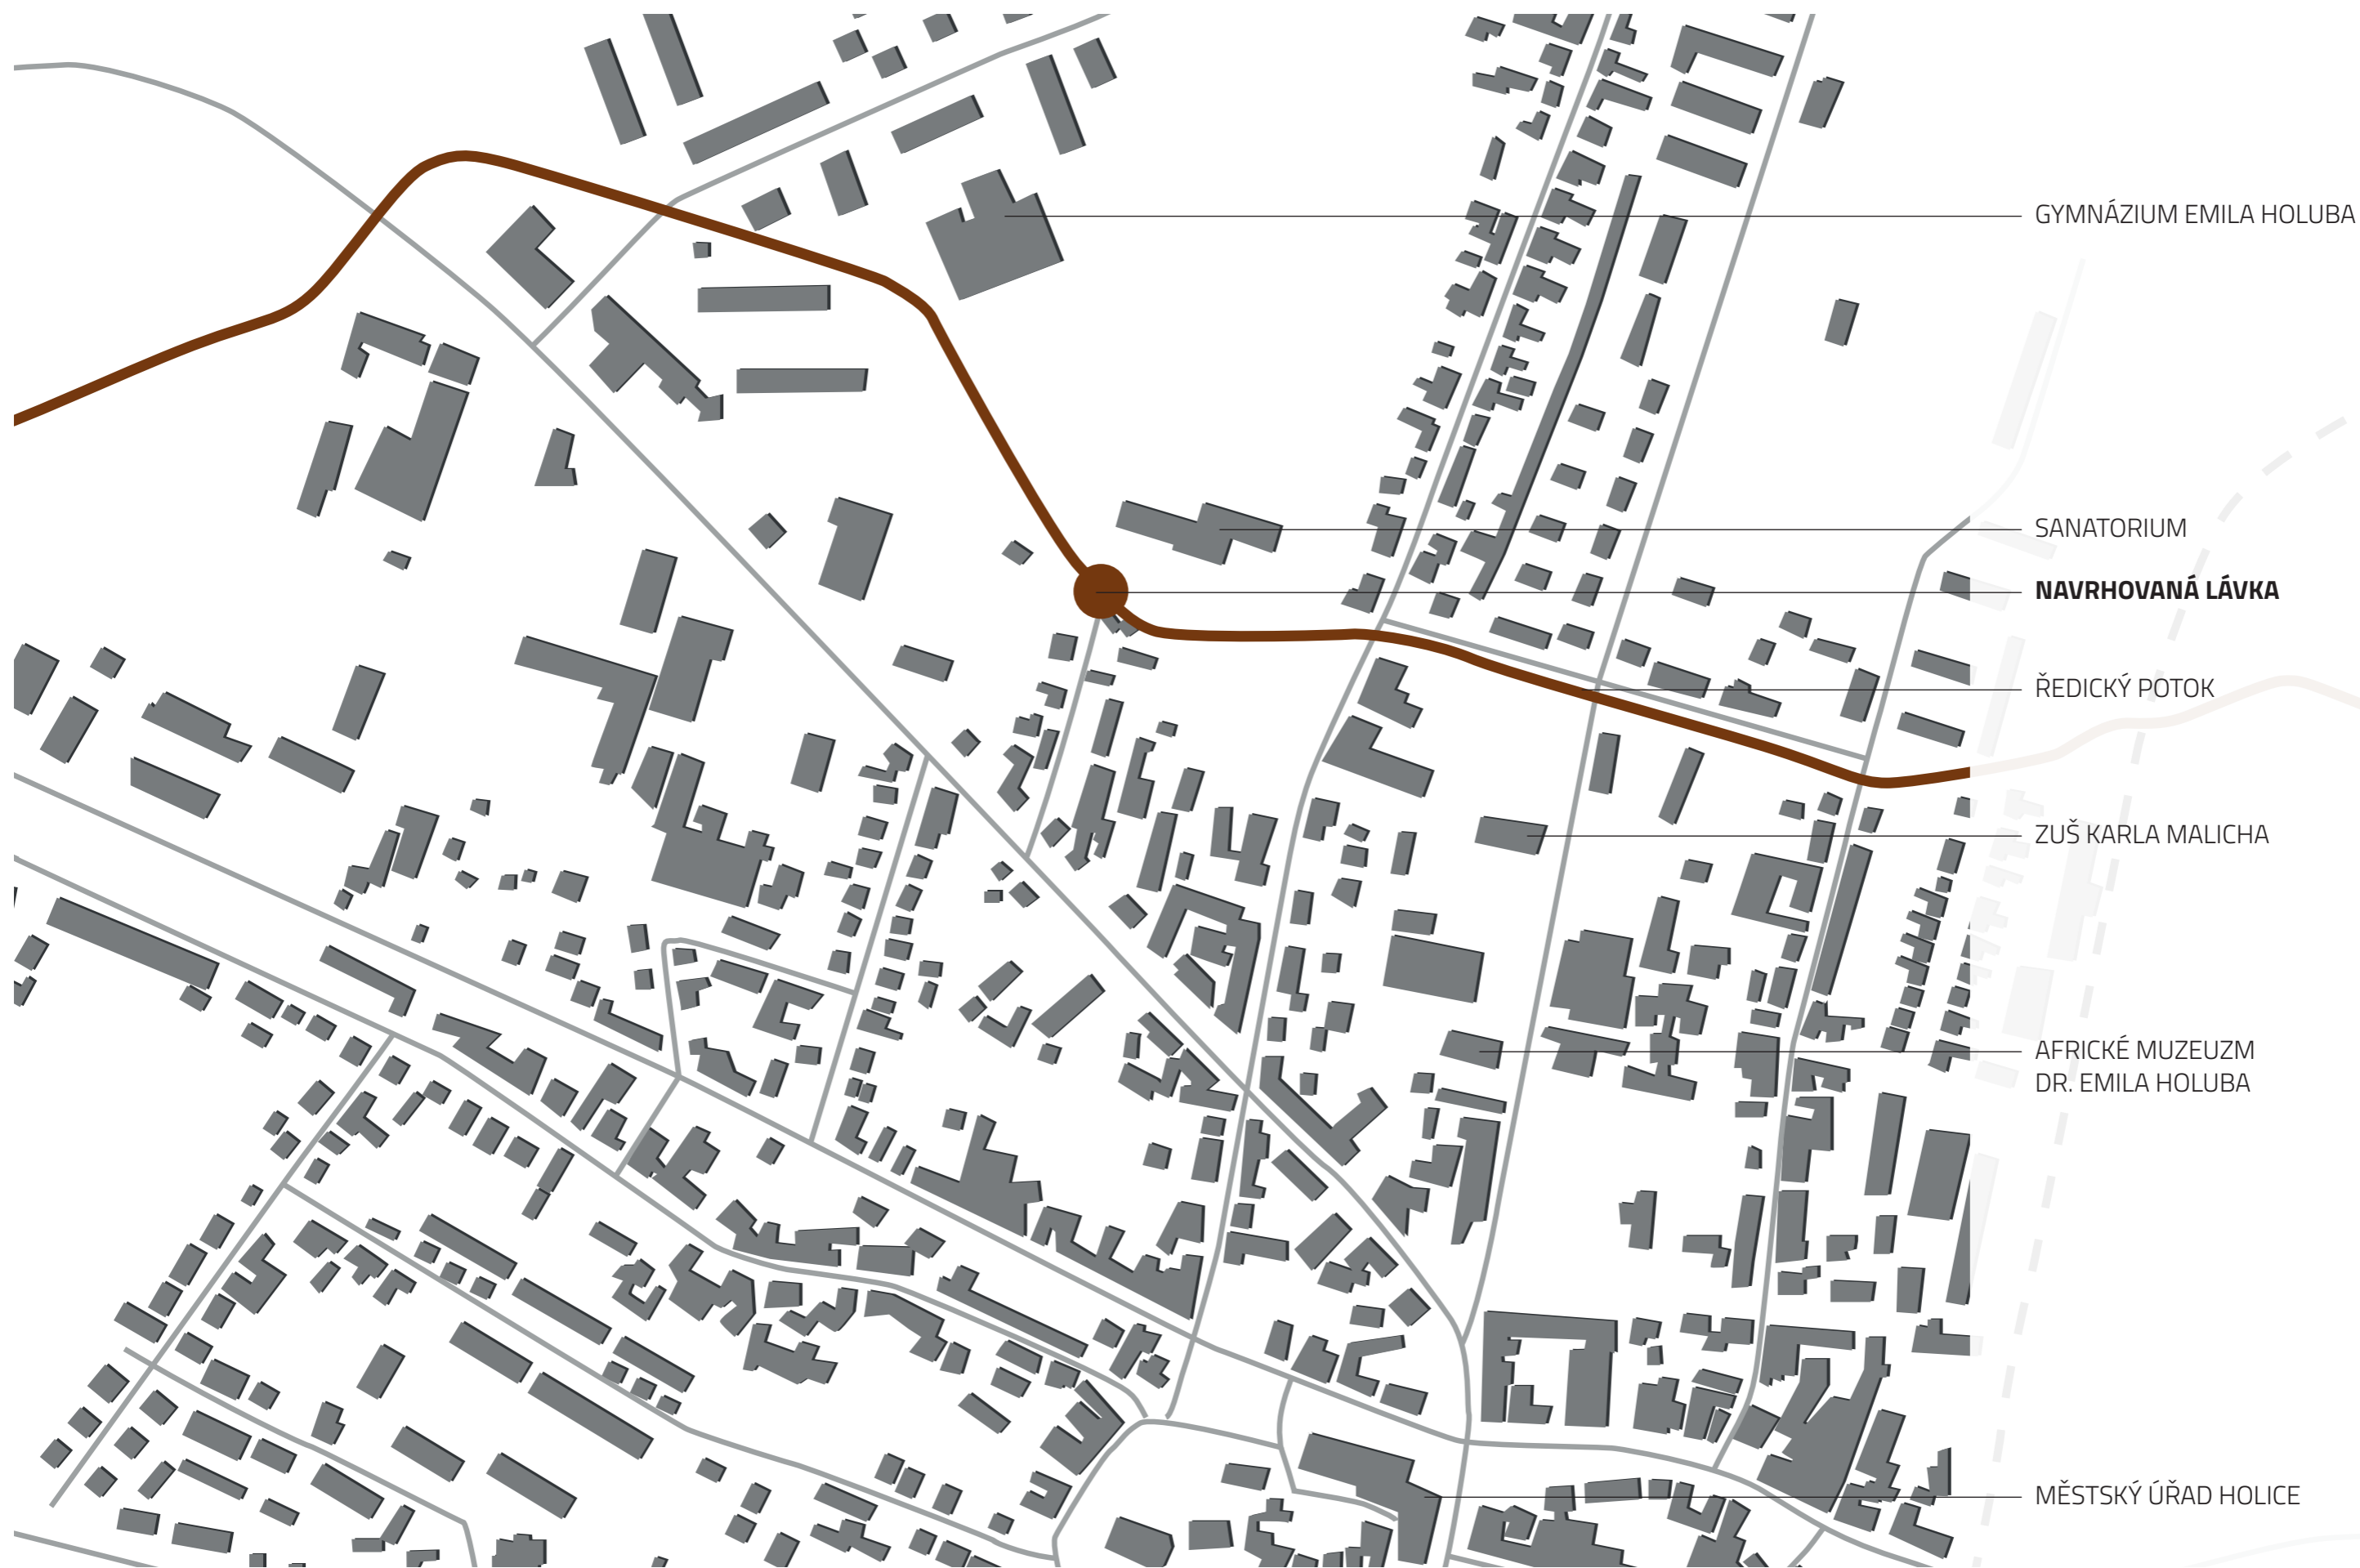 GYMNÁZIUM EMILA HOLUBA
SANATORIUM
NAVRHOVANÁ LÁVKA
ŘEDICKÝ POTOK
ZUŠ KARLA MALICHA
AFRICKÉ MUZEUZM
DR. EMILA HOLUBA
MĚSTSKÝ ÚŘAD HOLICE